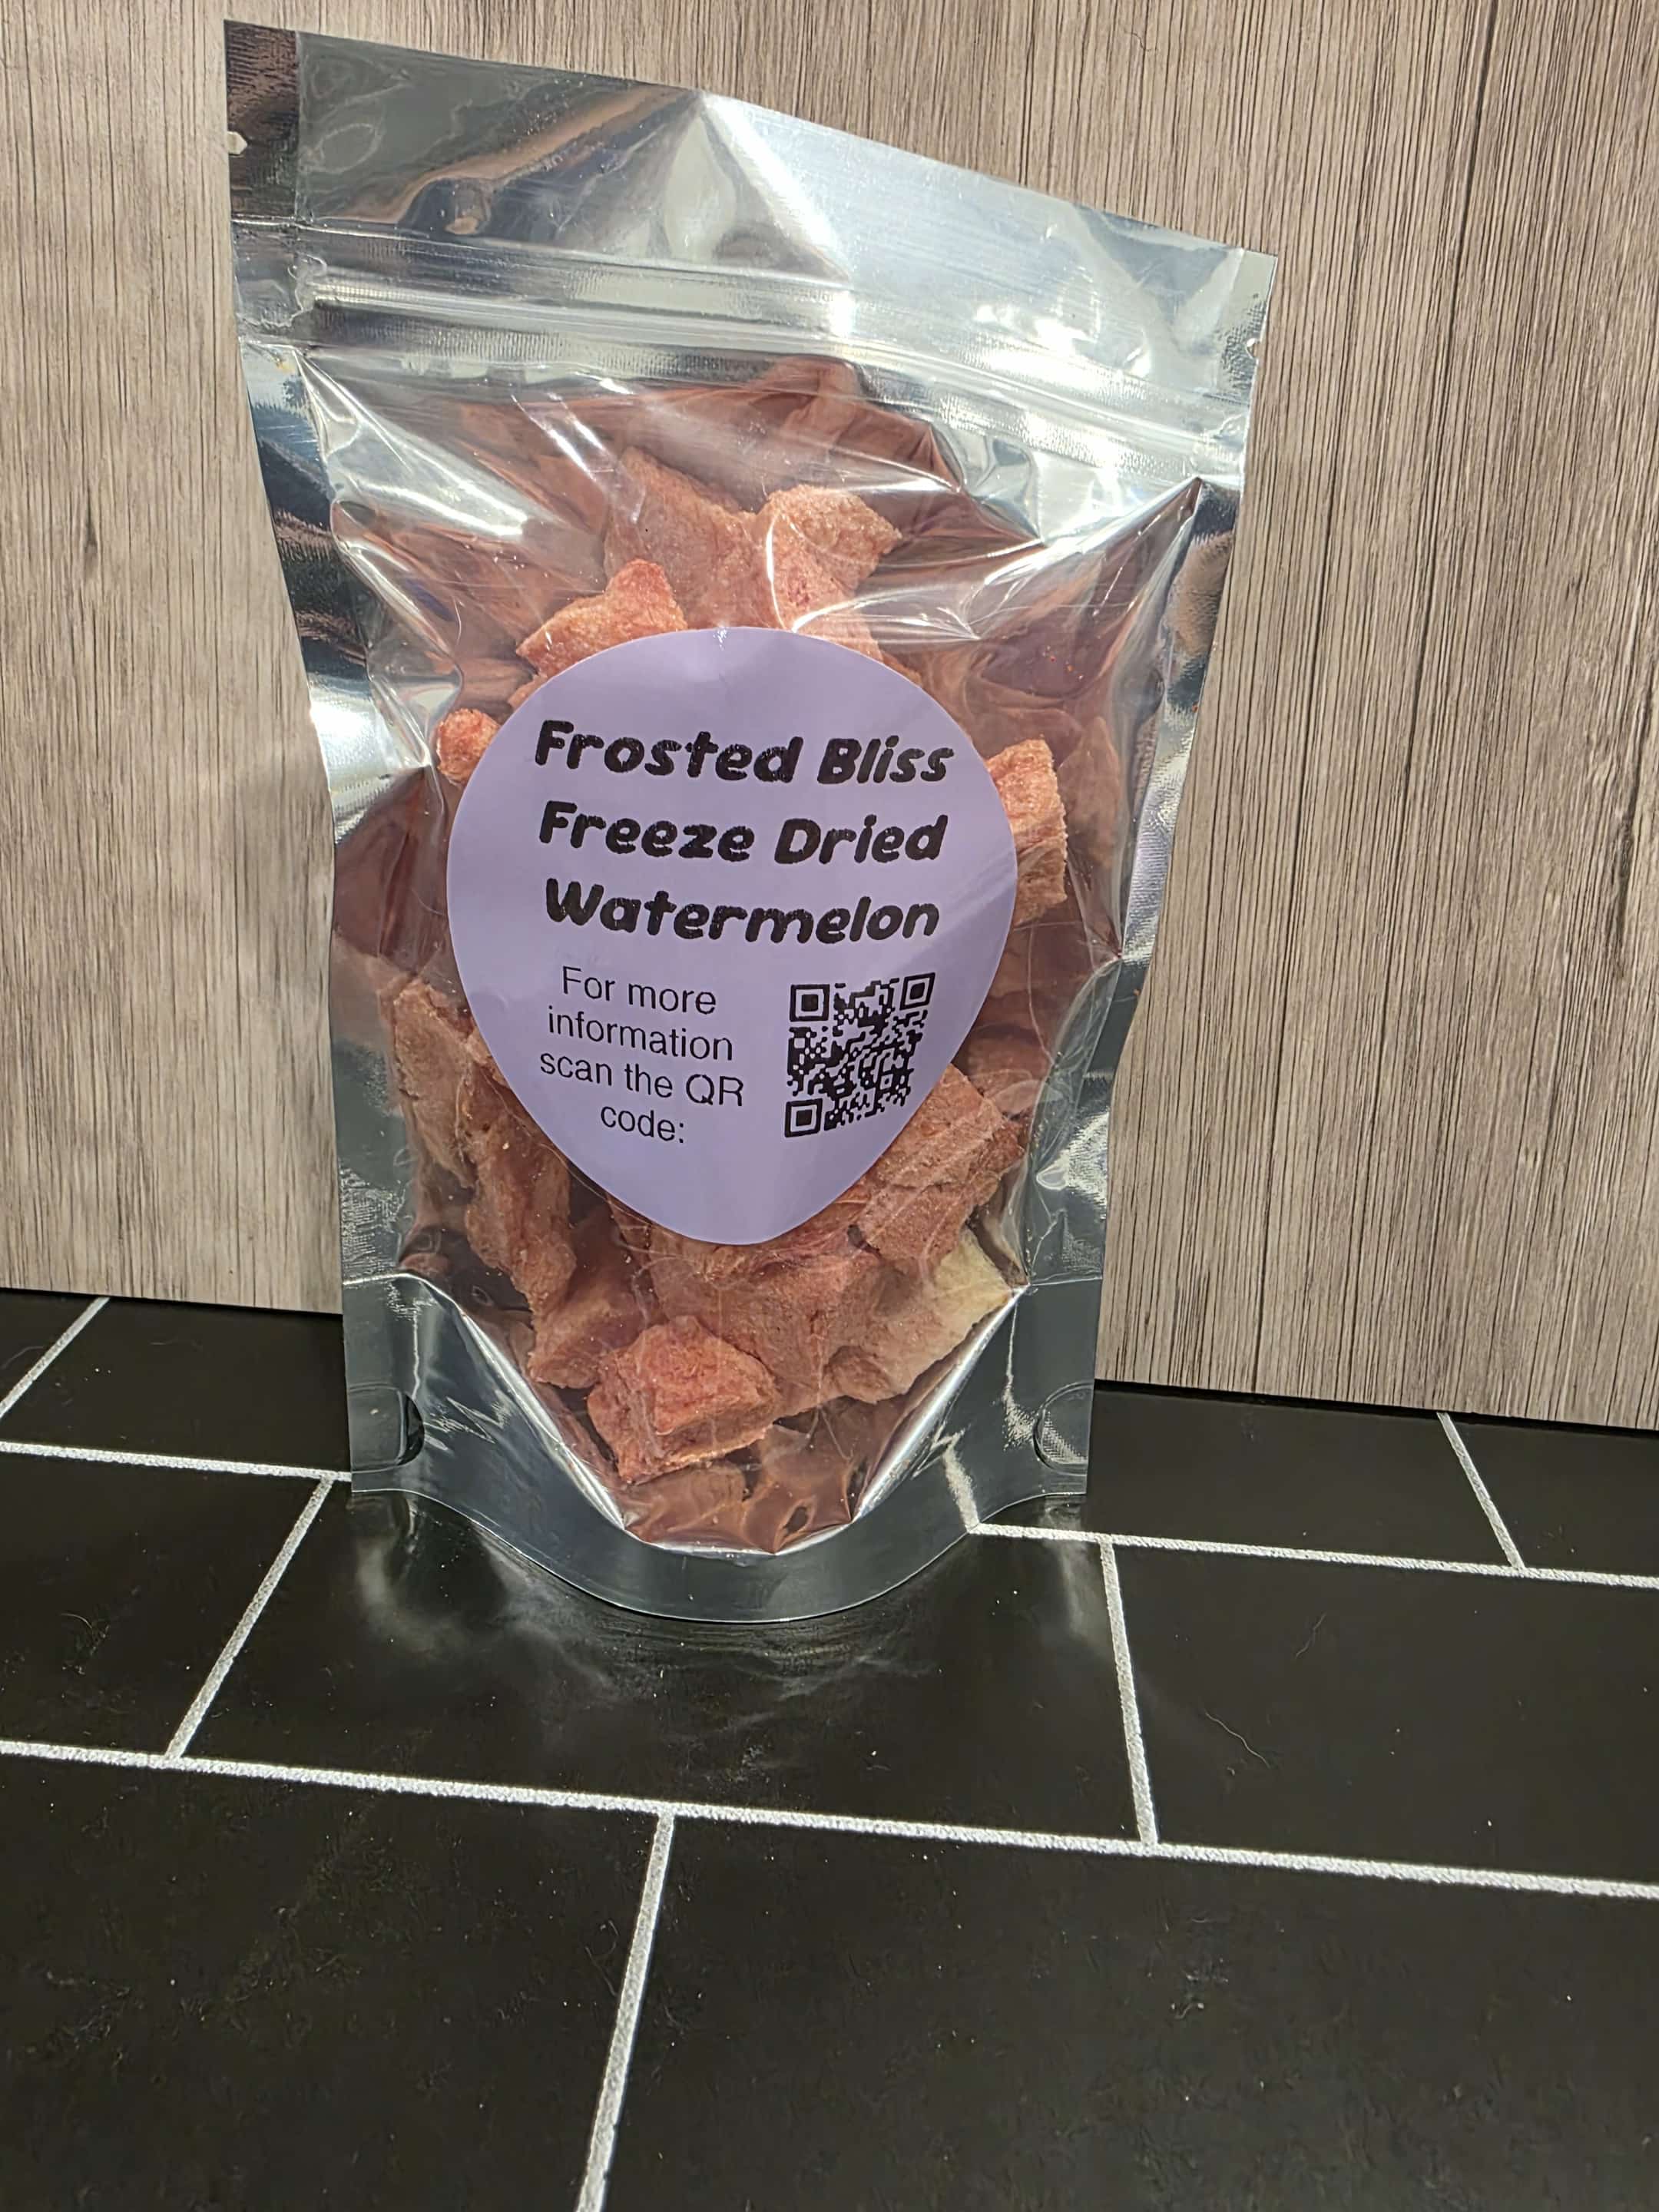 Frosted Bliss
Freeze Dried
Watermelon
For more
information
scan the QR
code: